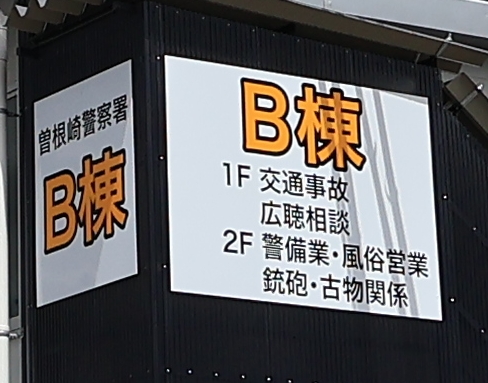 曽根崎警察署
B棟
B棟
1F 交通事故
広聴相談
2F 警備業・風俗営業
銃砲・古物関係